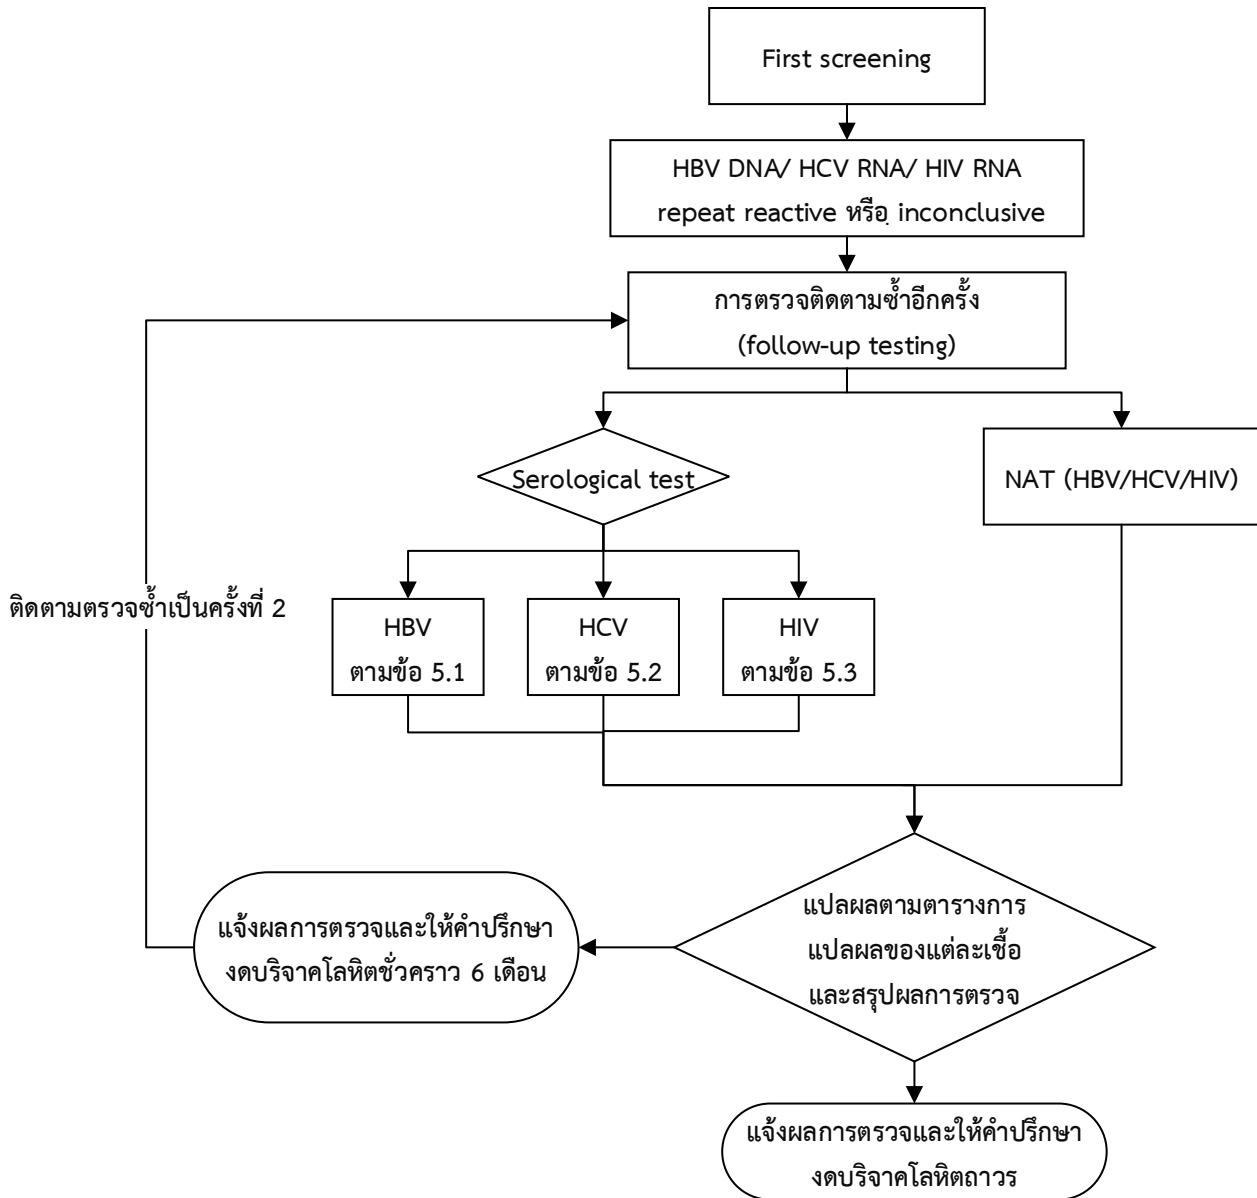 First screening
HBV DNA/ HCV RNA/ HIV RNA
repeat reactive หรือ inconclusive
การตรวจติดตามซ้ำอีกครั้ง
(follow-up testing)
Serological test
NAT (HBV/HCV/HIV)
ติดตามตรวจซ้ำเป็นครั้งที่ 2
HBV
ตามข้อ 5.1
HCV
ตามข้อ 5.2
HIV
ตามข้อ 5.3
แปลผลตามตารางการ
แปลผลของแต่ละเชื้อ
และสรุปผลการตรวจ
แจ้งผลการตรวจและให้คำปรึกษา
งดบริจาคโลหิตชั่วคราว 6 เดือน
แจ้งผลการตรวจและให้คำปรึกษา
งดบริจาคโลหิตถาวร